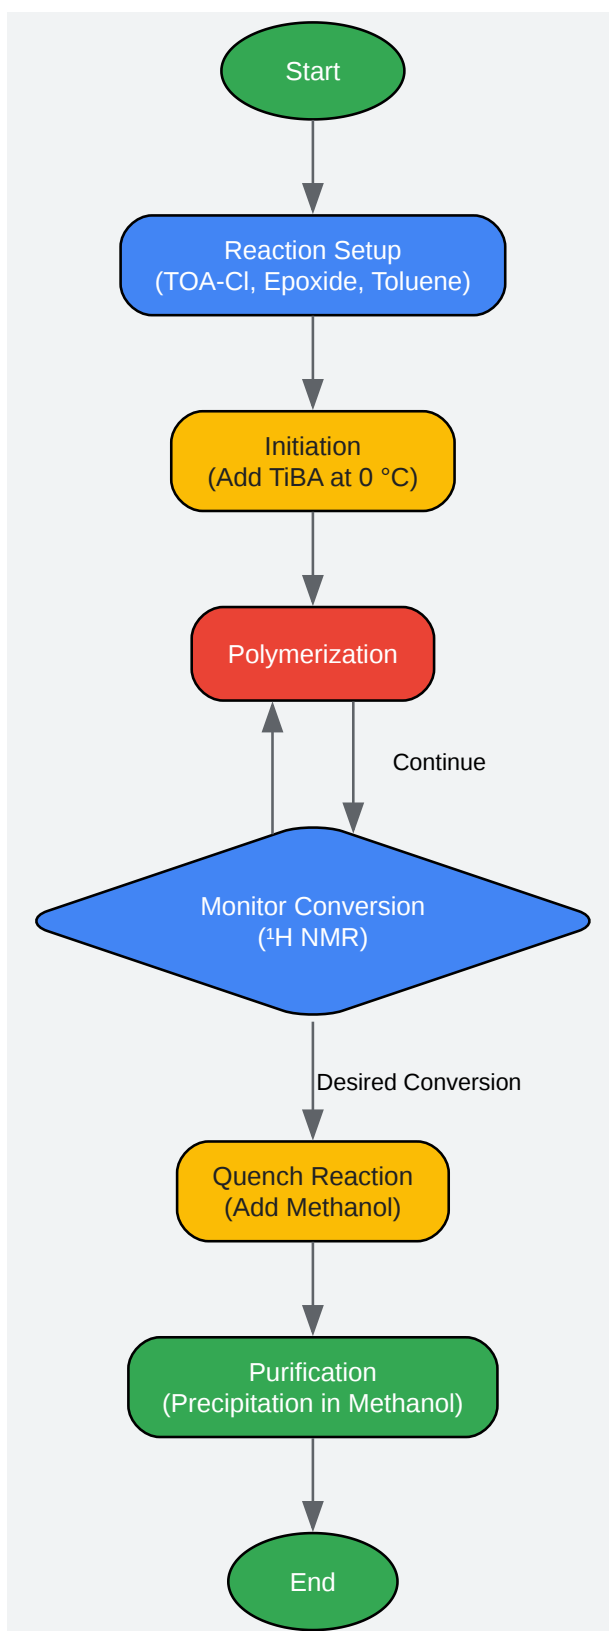 Start
Reaction Setup
(TOA-Cl, Epoxide, Toluene)
Initiation
(Add TiBA at 0 °C)
Polymerization
Continue
Monitor Conversion
(¹H NMR)
Desired Conversion
Quench Reaction
(Add Methanol)
Purification
(Precipitation in Methanol)
End